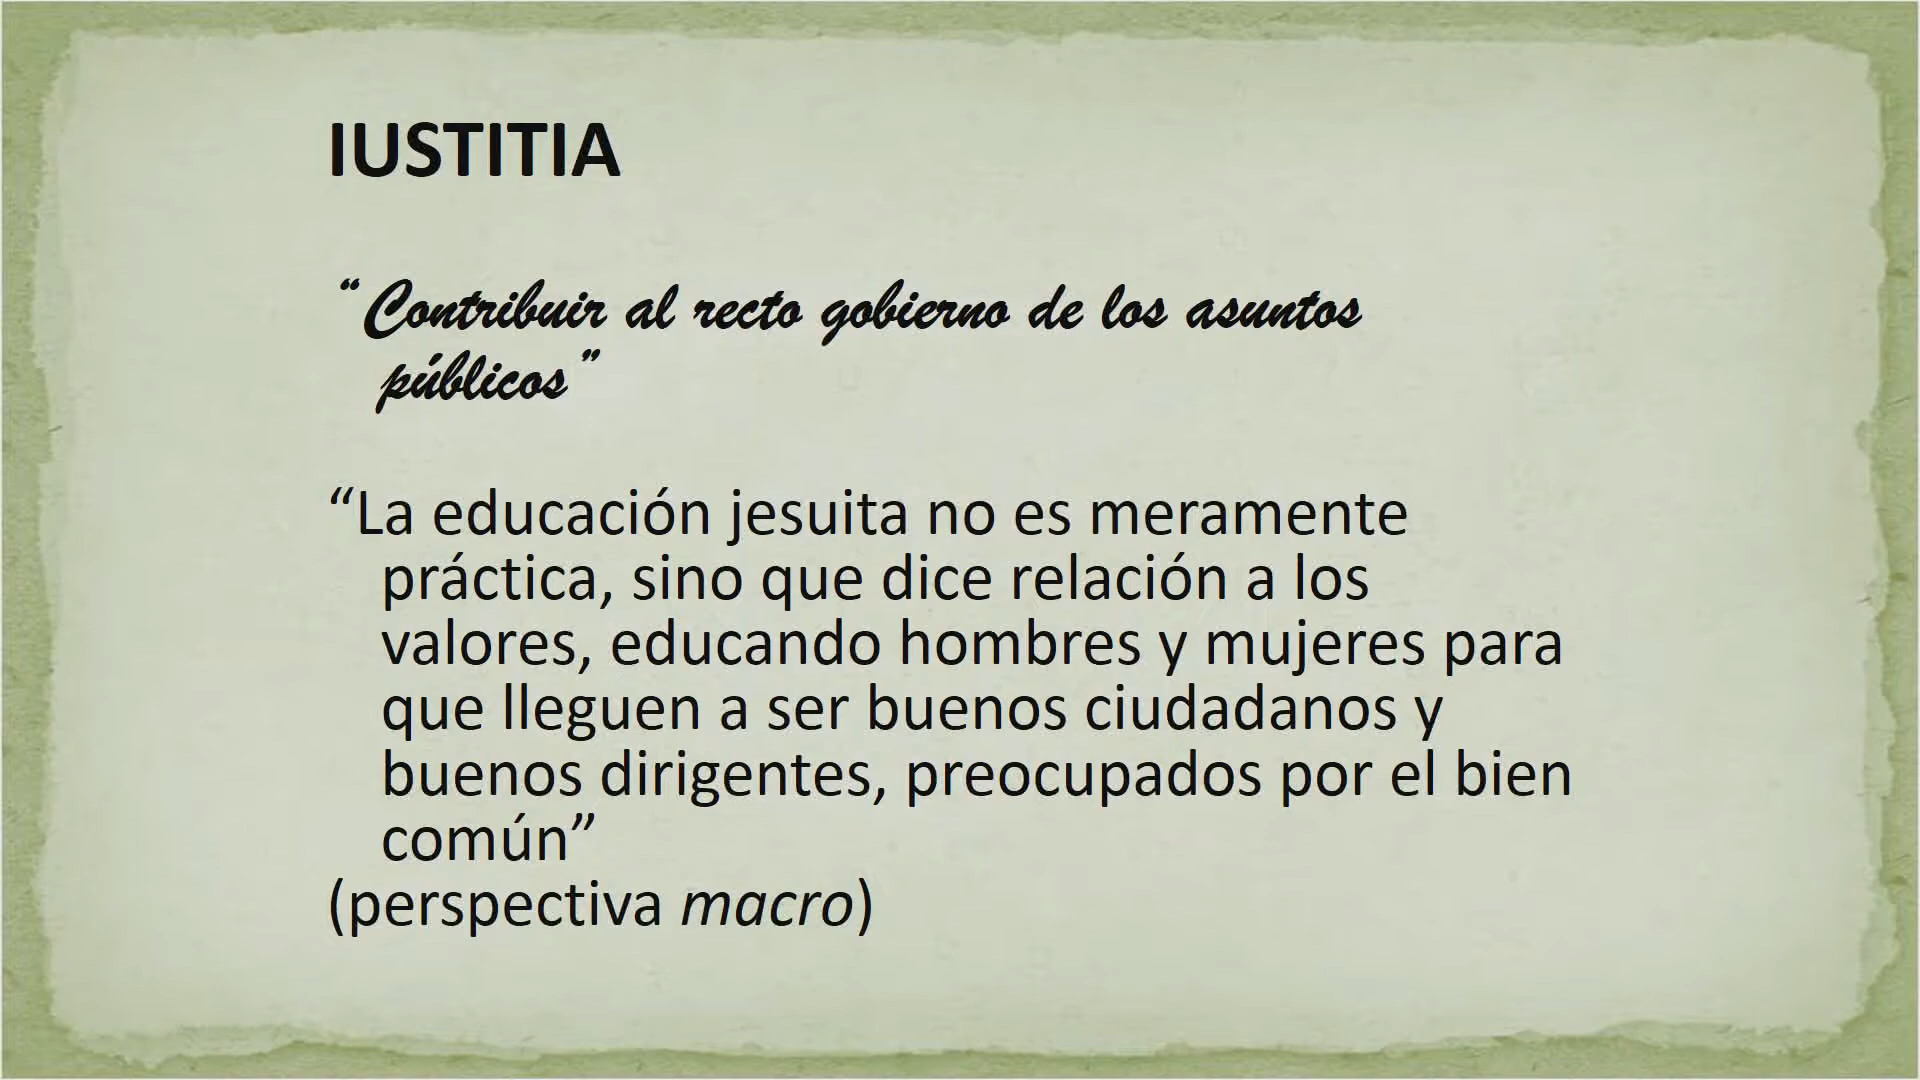 IUSTITIA
“Contribuir al recto gobierno de los asuntos
públicos”
“La educación jesuita no es meramente
práctica, sino que dice relación a los
valores, educando hombres y mujeres para
que lleguen a ser buenos ciudadanos y
buenos dirigentes, preocupados por el bien
común”
(perspectiva macro)